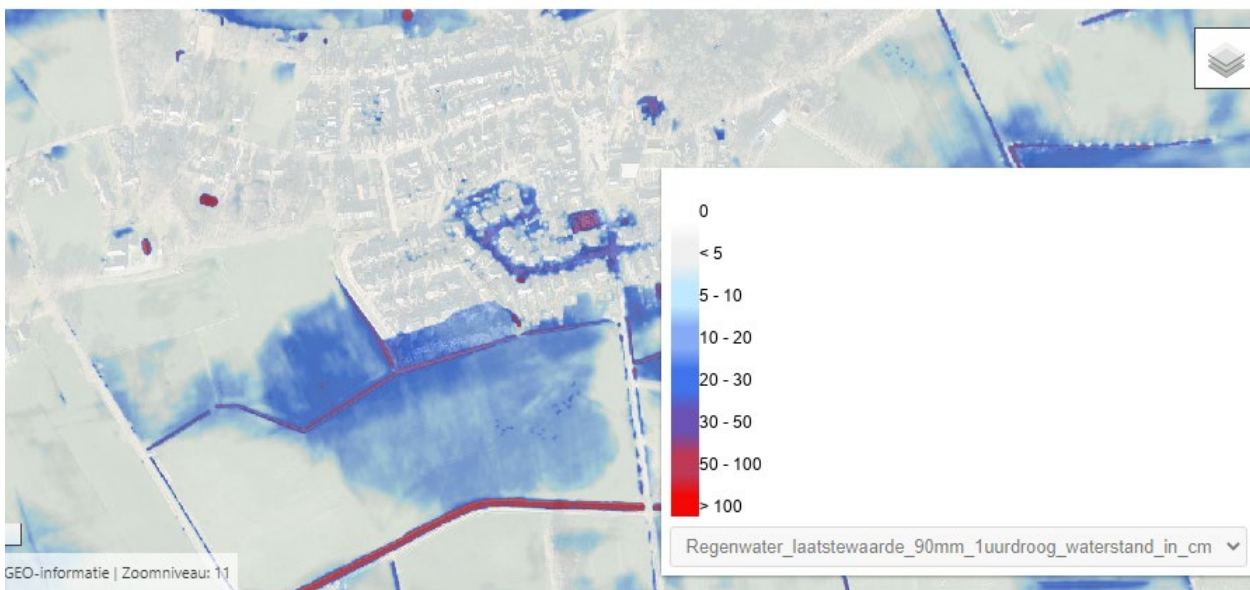 0
< 5
5 - 10
10 - 20
20 - 30
30 - 50
50 - 100
> 100
Regenwater_laatstewaarde_90mm_1uurdroog_waterstand_in_cm
GEO-informatie | Zoomniveau: 11